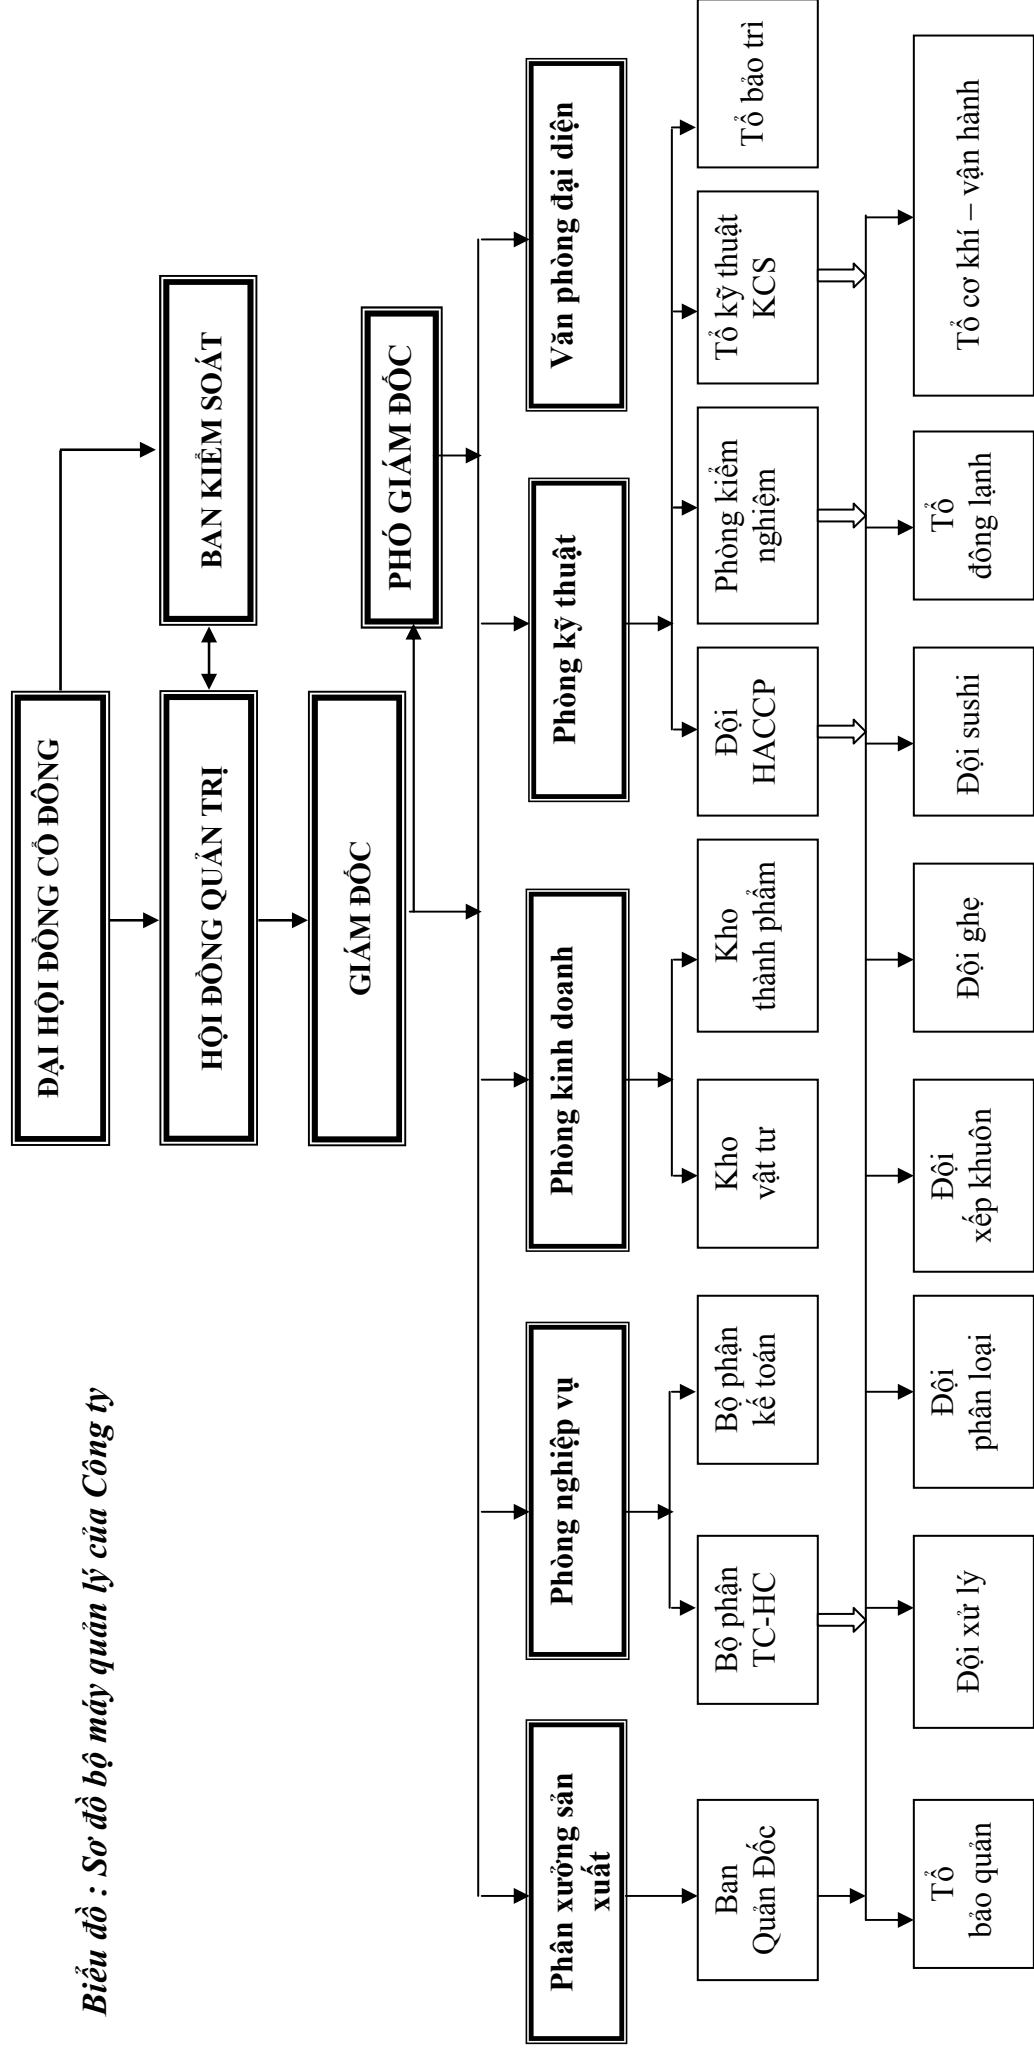 Biểu đồ : Sơ đồ bộ máy quản lý của Công ty
ĐẠI HỘI ĐỒNG CỔ ĐÔNG
HỘI ĐỒNG QUẢN TRỊ
BAN KIỂM SOÁT
GIÁM ĐỐC
PHÓ GIÁM ĐỐC
Phân xưởng sản
xuất
Phòng nghiệp vụ
Phòng kinh doanh
Phòng kỹ thuật
Văn phòng đại diện
Ban
Quản Đốc
Bộ phận
TC-HC
Bộ phận
kế toán
Kho
vật tư
Kho
thành phẩm
Đội
HACCP
Phòng kiểm
nghiệm
Tổ kỹ thuật
KCS
Tổ bảo trì
Tổ
bảo quản
Đội xử lý
Đội
phân loại
Đội
xếp khuôn
Đội ghẹ
Đội sushi
Tổ
đông lạnh
Tổ cơ khí – vận hành